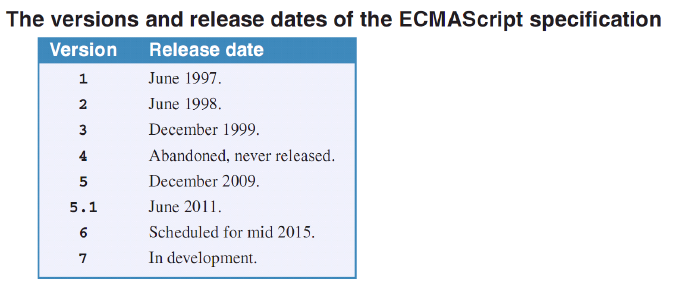 The versions and release dates of the ECMAScript specification
Version Release date
1 June 1997.
2 June 1998.
3 December 1999.
4 Abandoned, never released.
5 December 2009.
5.1 June 2011.
6 Scheduled for mid 2015.
7 In development.